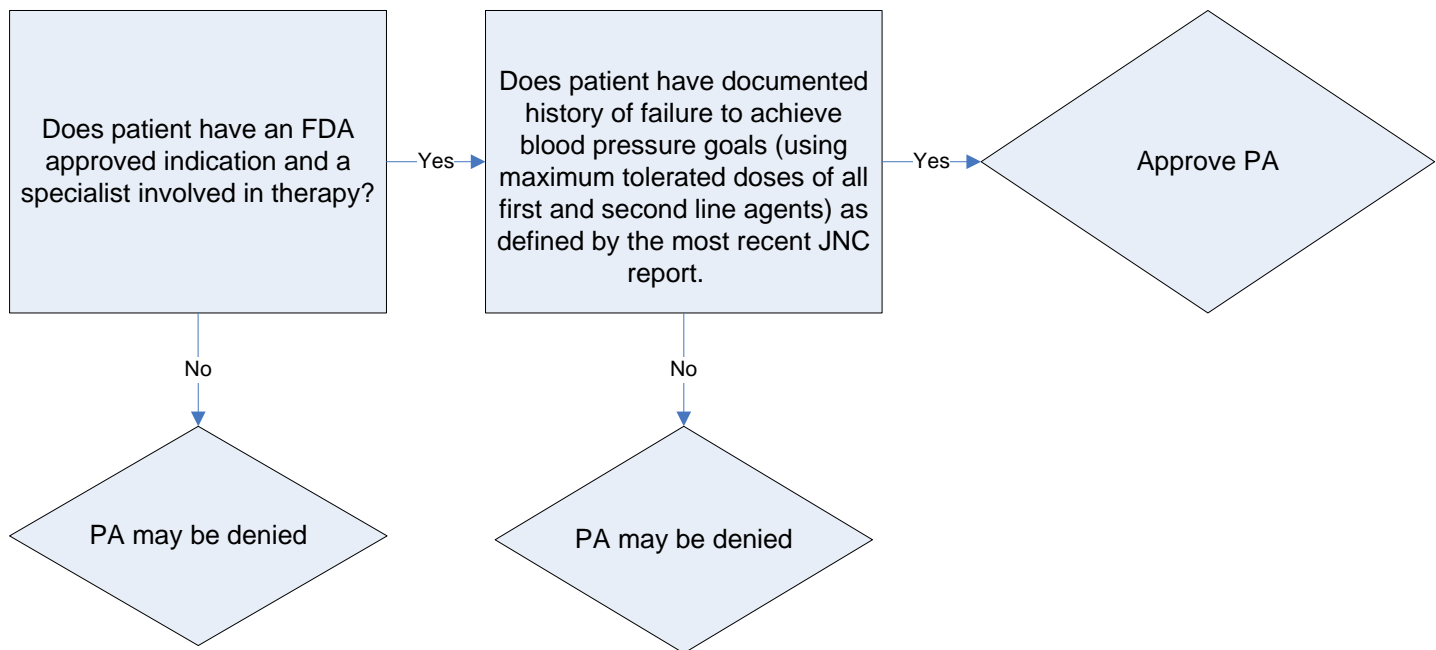 Does patient have an FDA
approved indication and a
specialist involved in therapy?
Yes
Does patient have documented
history of failure to achieve
blood pressure goals (using
maximum tolerated doses of all
first and second line agents) as
defined by the most recent JNC
report.
Yes
Approve PA
No
No
PA may be denied
PA may be denied